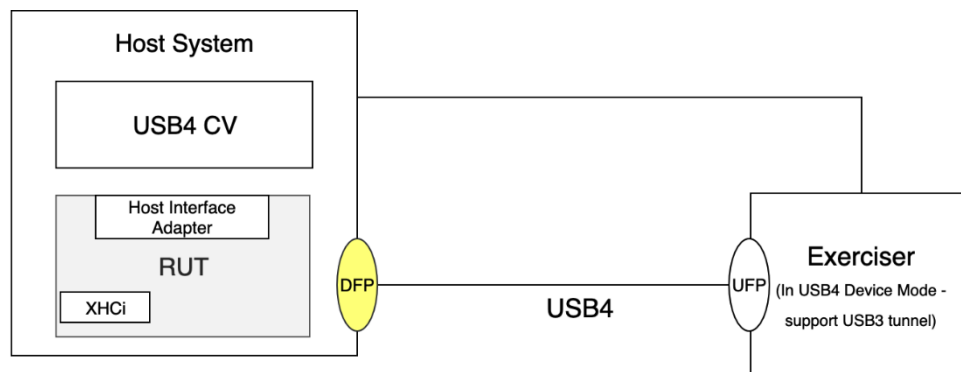 Host System
USB4 CV
Host Interface
Adapter
RUT
XHCi
DFP
USB4
UFP
Exerciser
(In USB4 Device Mode -
support USB3 tunnel)